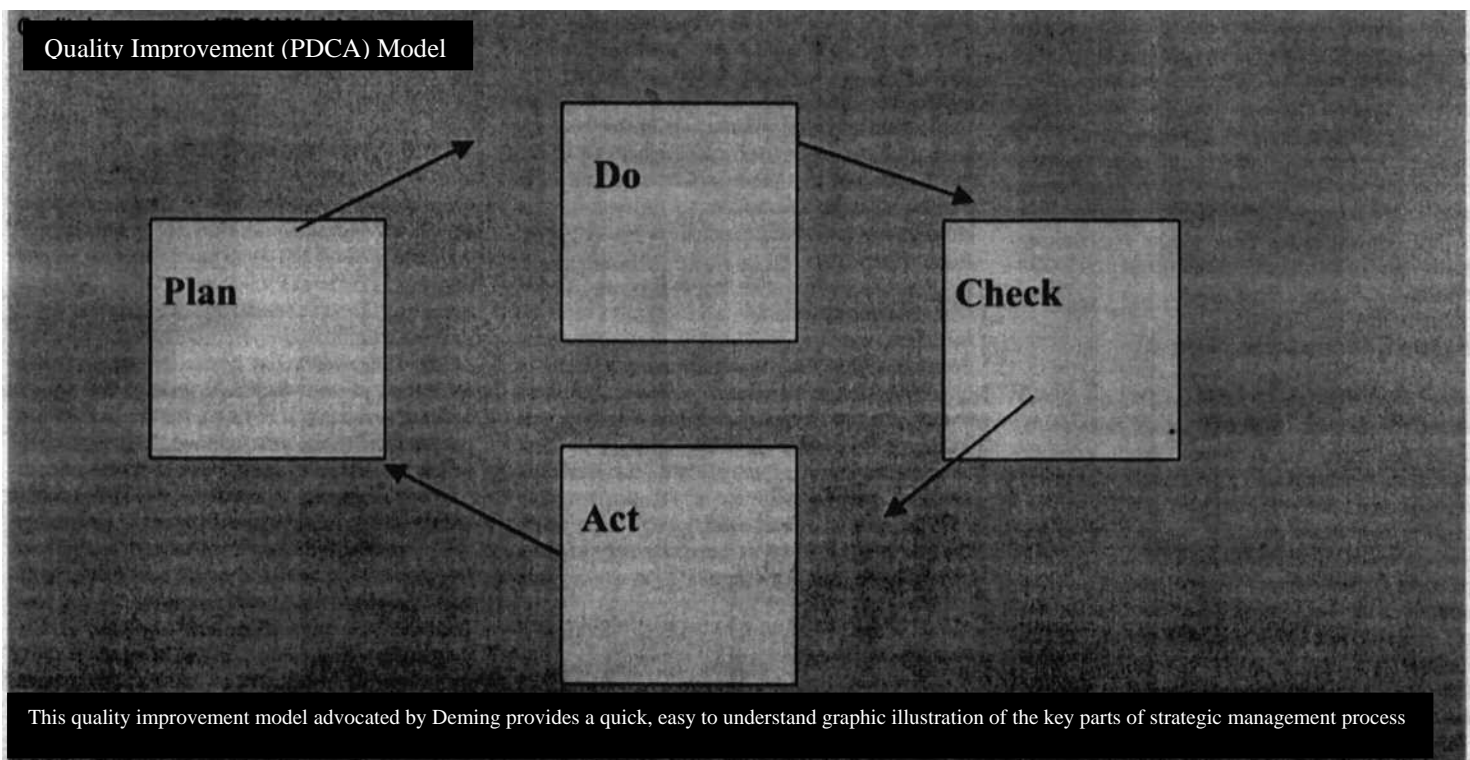 Quality Improvement (PDCA) Model
Do
Plan
Check
Act
This quality improvement model advocated by Deming provides a quick, easy to understand graphic illustration of the key parts of strategic management process